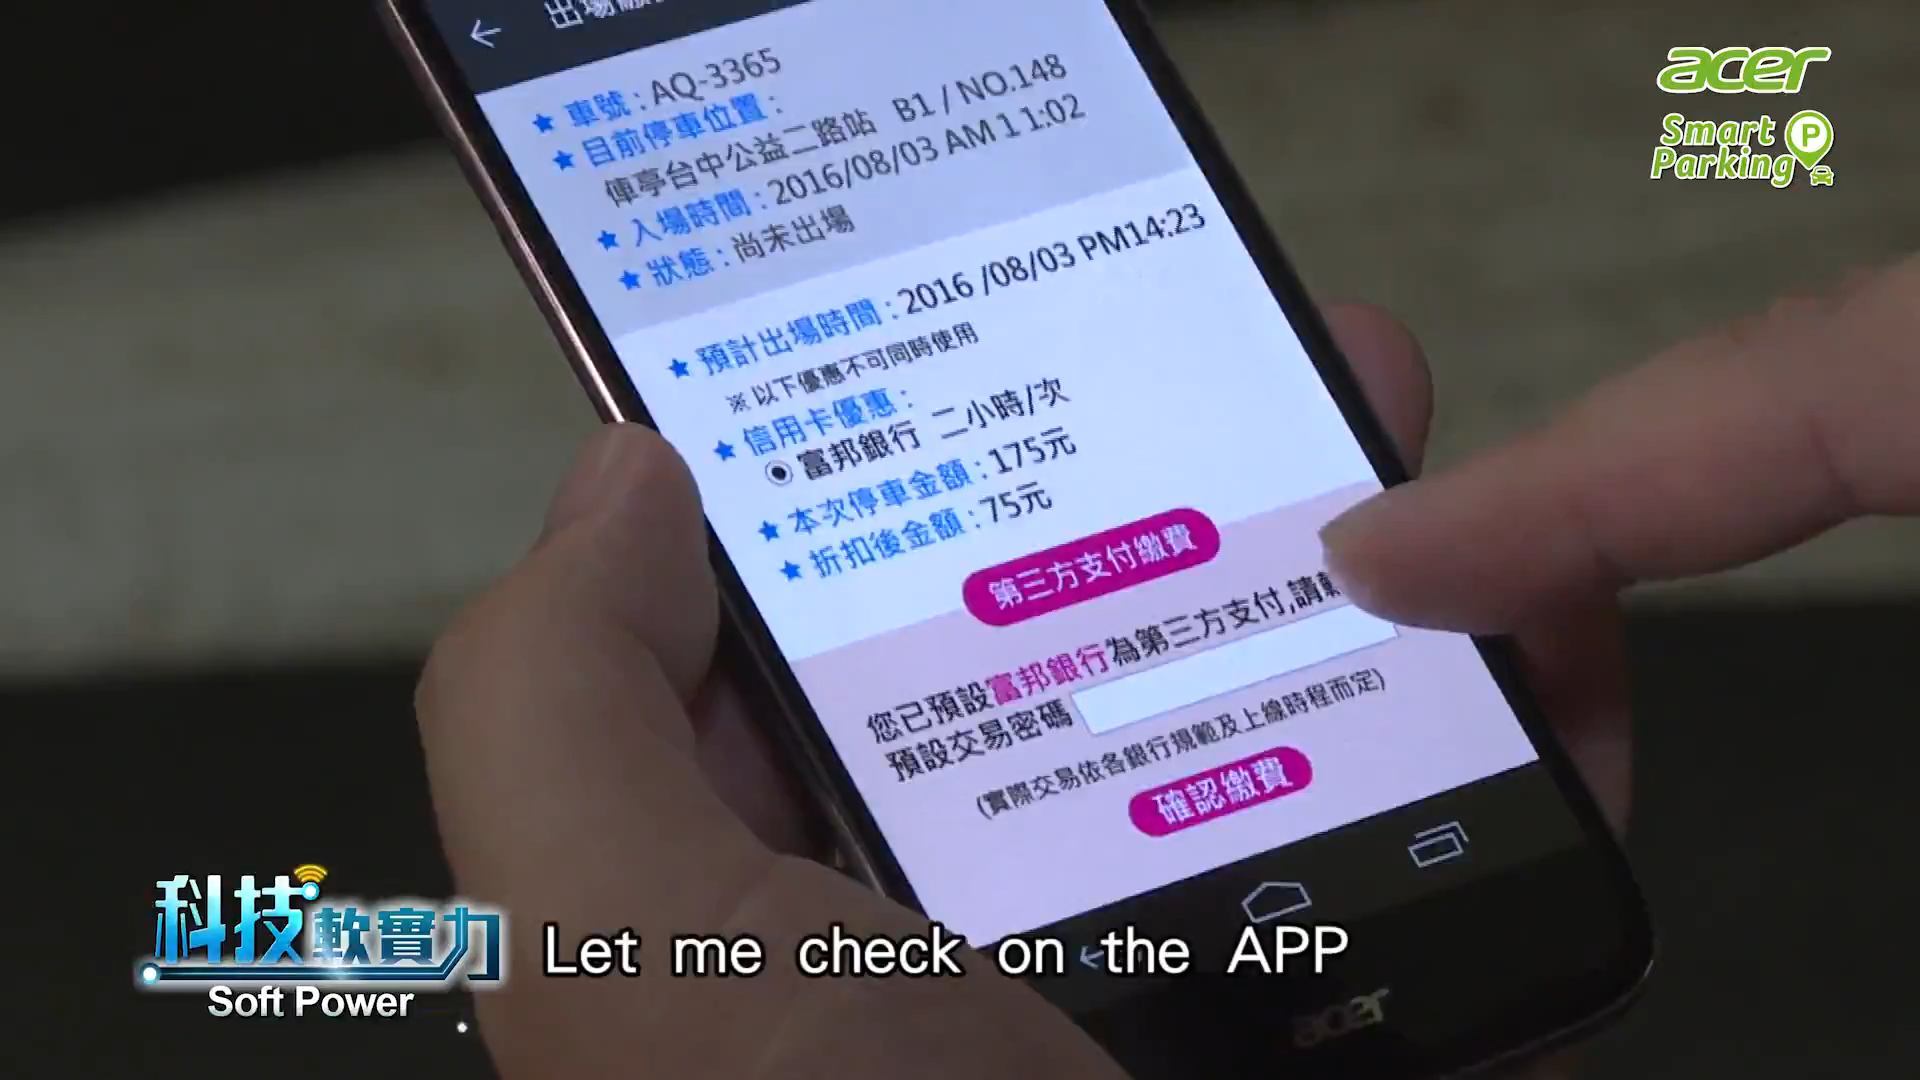 acer
Smart P
Parking
←
車號 : AQ-3365
目前停車位置 :
俥亭台中公益二路站 B1 / NO.148
入場時間 : 2016/08/03 AM 11:02
狀態 : 尚未出場
預計出場時間 : 2016 /08/03 PM14:23
※以下優惠不可同時使用
信用卡優惠 :
富邦銀行 二小時/次
本次停車金額 : 175元
折扣後金額 : 75元
第三方支付繳費
您已預設富邦銀行為第三方支付,請
預設交易密碼
(實際交易依各銀行規範及上線時程而定)
確認繳費
acer
科技軟實力
Soft Power
Let me check on the APP